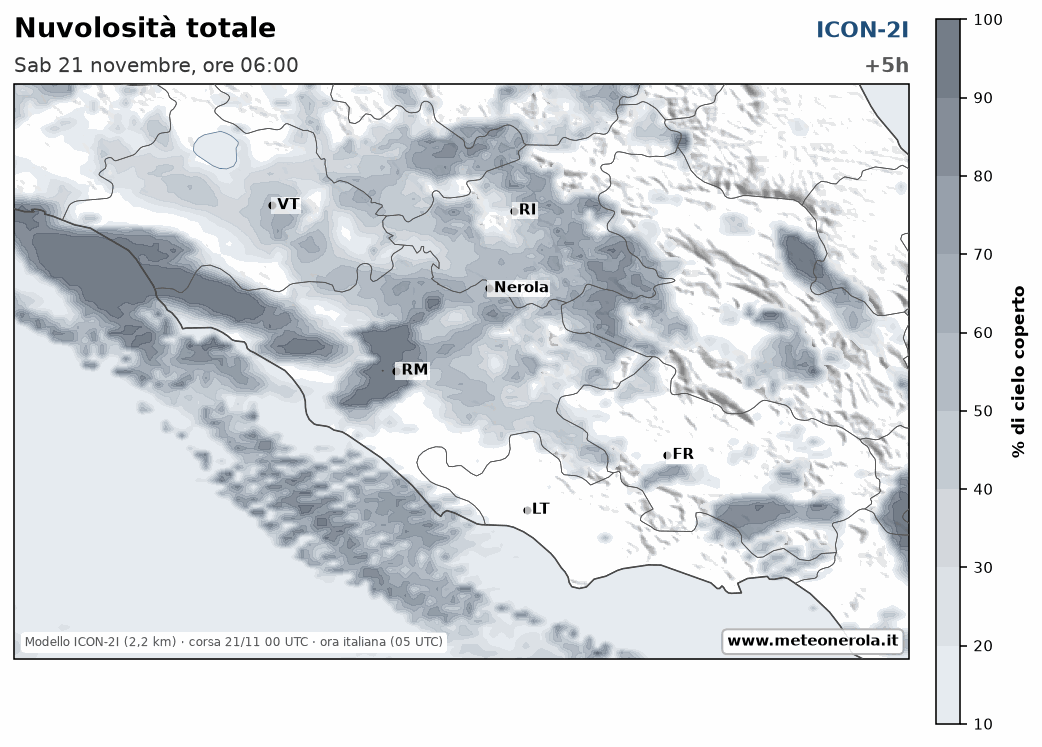 Nuvolosità totale
ICON-2I
Sab 21 novembre, ore 06:00
+5h
100
90
80
70
60
50
40
30
20
10
% di cielo coperto
VT
RI
Nerola
RM
FR
LT
Modello ICON-2I (2,2 km) · corsa 21/11 00 UTC · ora italiana (05 UTC)
www.meteonerola.it